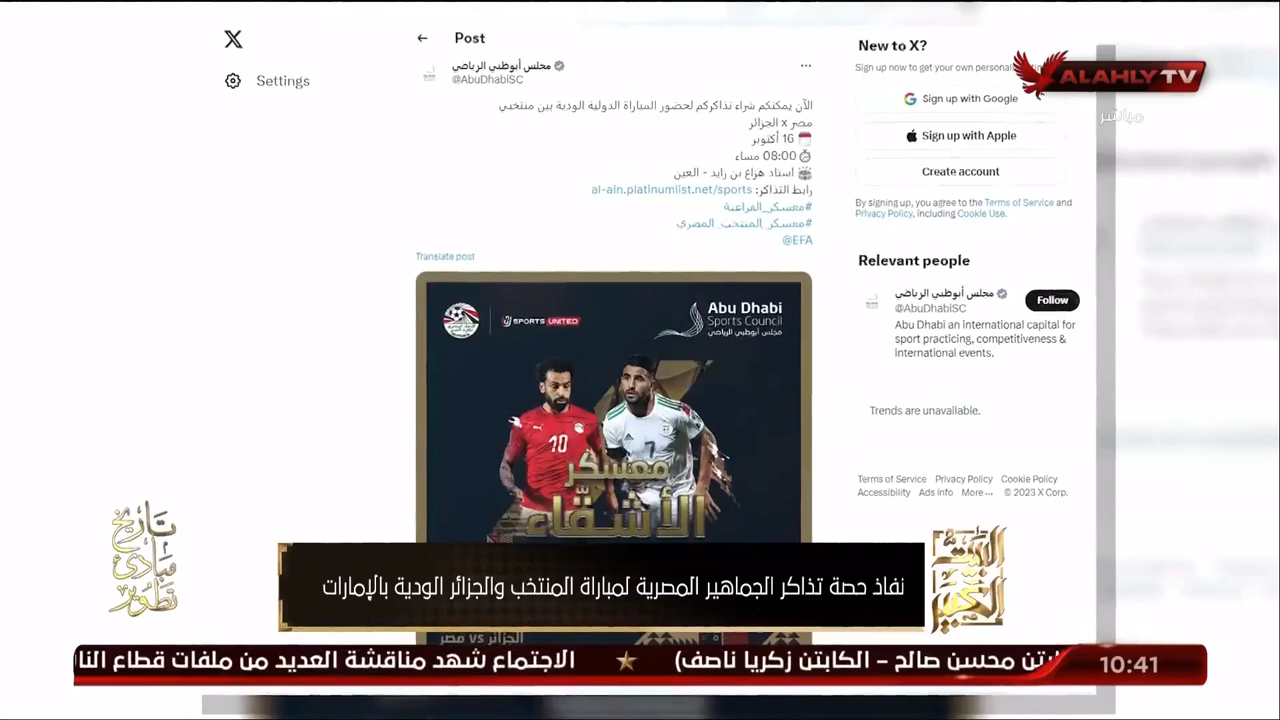 Post
Settings
مجلس أبوظبي الرياضي
@AbuDhabiSC
الآن يمكنكم شراء تذاكركم لحضور المباراة الدولية الودية بين منتخبي
مصر x الجزائر
16 أكتوبر
08:00 مساء
استاد هزاع بن زايد - العين
رابط التذاكر: al-ain.platinumlist.net/sports
#معسكر_الفراعنة
#معسكر_المنتخب_المصري
@EFA
Translate post
SPORTS UNITED
Abu Dhabi
Sports Council
مجلس أبوظبي الرياضي
10
7
معسكر
الأشقّاء
الجزائر vs مصر
New to X?
Sign up now to get your own personal
Sign up with Google
Sign up with Apple
Create account
By signing up, you agree to the Terms of Service and
Privacy Policy, including Cookie Use.
Relevant people
مجلس أبوظبي الرياضي
@AbuDhabiSC
Follow
Abu Dhabi an international capital for
sport practicing, competitiveness &
international events.
Trends are unavailable.
Terms of Service Privacy Policy Cookie Policy
Accessibility Ads info More ... © 2023 X Corp.
ALAHLY TV
مباشر
تاريخ
مبادئ
تطوير
البيت
الكبير
نفاذ حصة تذاكر الجماهير المصرية لمباراة المنتخب والجزائر الودية بالإمارات
محسن صالح – الكابتن زكريا ناصف) ★ الاجتماع شهد مناقشة العديد من ملفات قطاع
10:41